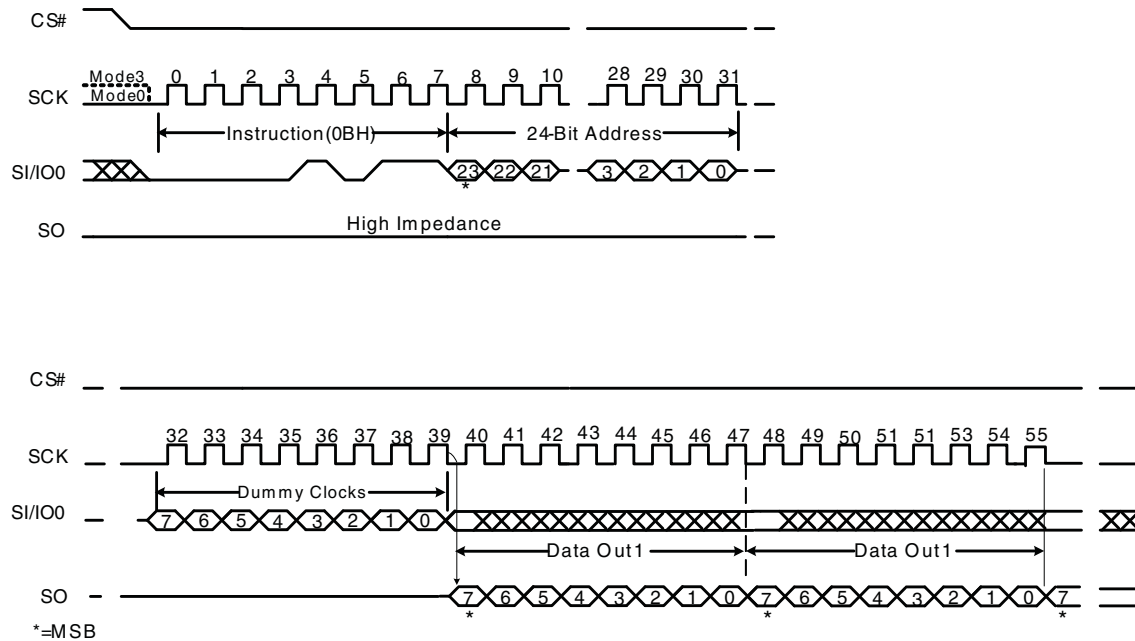 CS#
Mode3 0 1 2 3 4 5 6 7 8 9 10 28 29 30 31
SCK Mode0
Instruction(0BH) 24-Bit Address
SI/IO0 23 22 21 3 2 1 0
*
High Impedance
SO
CS#
32 33 34 35 36 37 38 39 40 41 42 43 44 45 46 47 48 49 50 51 51 53 54 55
SCK
Dummy Clocks
SI/IO0 7 6 5 4 3 2 1 0
Data Out1 Data Out1
SO 7 6 5 4 3 2 1 0 7 6 5 4 3 2 1 0 7
* * *
*=MSB